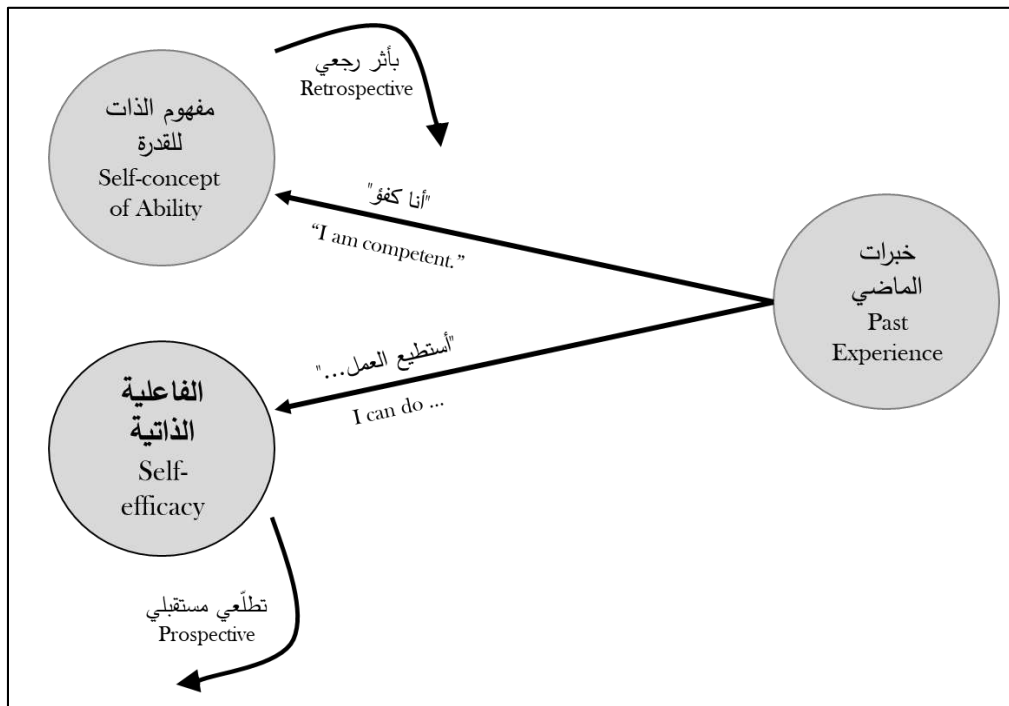 بأثر رجعي
Retrospective
مفهوم الذات
للقدرة
Self-concept
of Ability
"أنا كفؤ"
“I am competent.”
خبرات
الماضي
Past
Experience
"أستطيع العمل..."
I can do ...
الفاعلية
الذاتية
Self-
efficacy
تطلّعي مستقبلي
Prospective